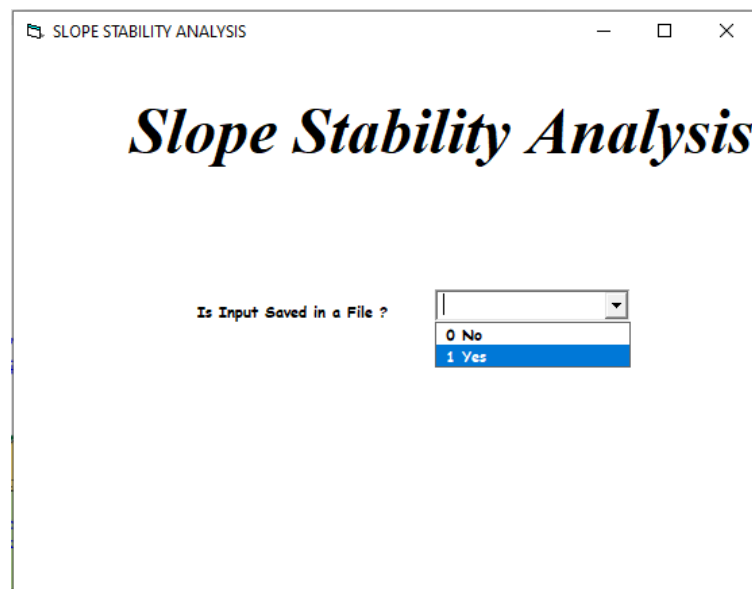 SLOPE STABILITY ANALYSIS
Slope Stability Analysis
Is Input Saved in a File ?
0 No
1 Yes